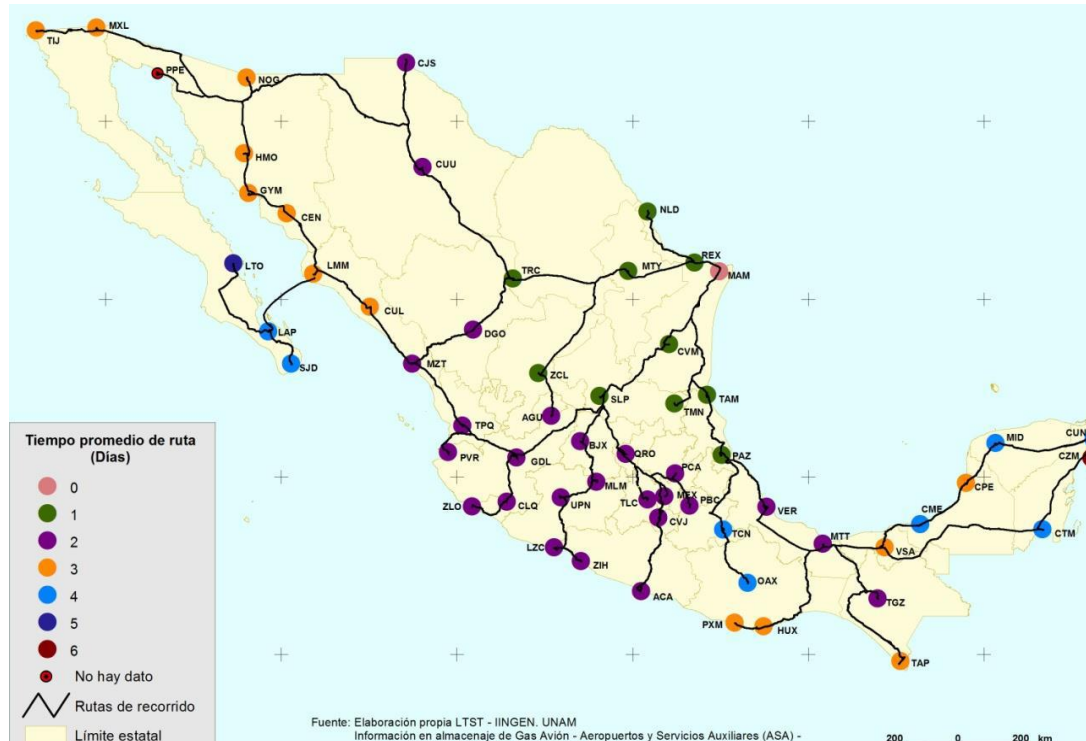 TIJ
MXL
PPE
NOG
CJS
HMO
CUU
GYM
CEN
NLD
LTO
LMM
TRC
MTY
REX
MAM
CUL
LAP
DGO
CVM
SJD
MZT
ZCL
SLP
TMN
TAM
AGU
TPQ
PVR
GDL
BJX
QRO
PCA
PAZ
MID
CUN
CZM
ZLO
CLQ
UPN
MLM
TLC
MEX
PBC
VER
CPE
CVJ
TCN
MTT
CME
CTM
VSA
LZC
ZIH
ACA
OAX
TGZ
PXM
HUX
TAP
Tiempo promedio de ruta
(Días)
0
1
2
3
4
5
6
No hay dato
Rutas de recorrido
Límite estatal
Fuente: Elaboración propia LTST - IINGEN. UNAM
Información en almacenaje de Gas Avión - Aeropuertos y Servicios Auxiliares (ASA) -
200 0 200 km